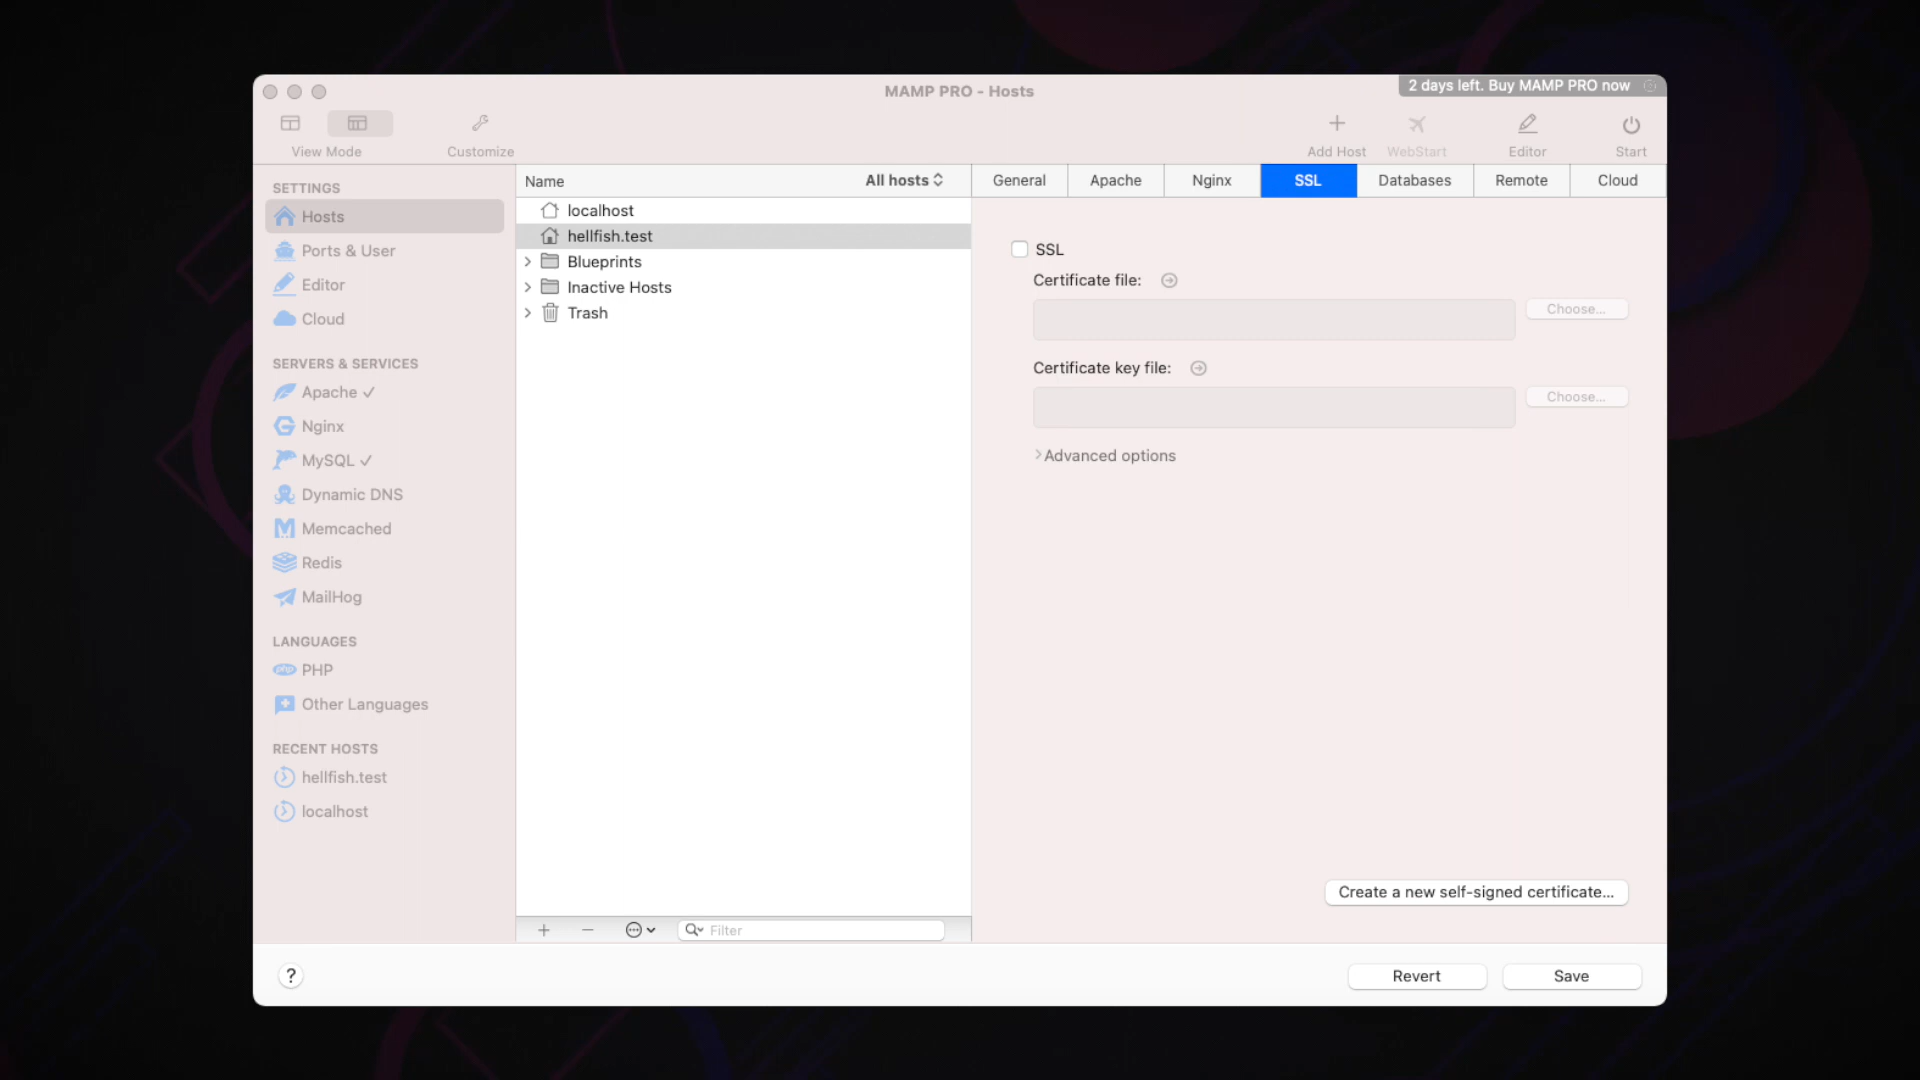 MAMP PRO - Hosts
2 days left. Buy MAMP PRO now
View Mode
Customize
Add Host
WebStart
Editor
Start
SETTINGS
Hosts
Ports & User
Editor
Cloud
SERVERS & SERVICES
Apache ✓
Nginx
MySQL ✓
Dynamic DNS
Memcached
Redis
MailHog
LANGUAGES
php PHP
Other Languages
RECENT HOSTS
hellfish.test
localhost
Name All hosts
localhost
hellfish.test
Blueprints
Inactive Hosts
Trash
Filter
General Apache Nginx SSL Databases Remote Cloud
SSL
Certificate file:
Choose...
Certificate key file:
Choose...
Advanced options
Create a new self-signed certificate...
?
Revert
Save